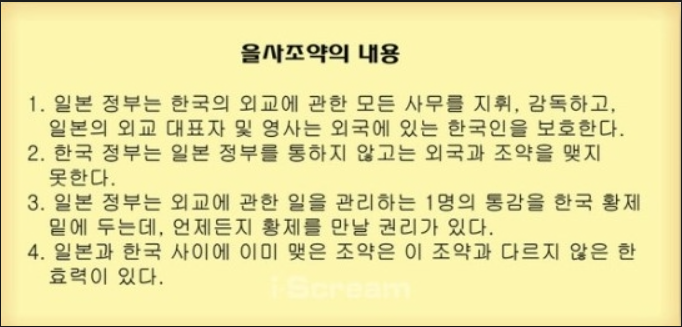 을사조약의 내용
1. 일본 정부는 한국의 외교에 관한 모든 사무를 지휘, 감독하고,
일본의 외교 대표자 및 영사는 외국에 있는 한국인을 보호한다.
2. 한국 정부는 일본 정부를 통하지 않고는 외국과 조약을 맺지
못한다.
3. 일본 정부는 외교에 관한 일을 관리하는 1명의 통감을 한국 황제
밑에 두는데, 언제든지 황제를 만날 권리가 있다.
4. 일본과 한국 사이에 이미 맺은 조약은 이 조약과 다르지 않은 한
효력이 있다.
i-Scream